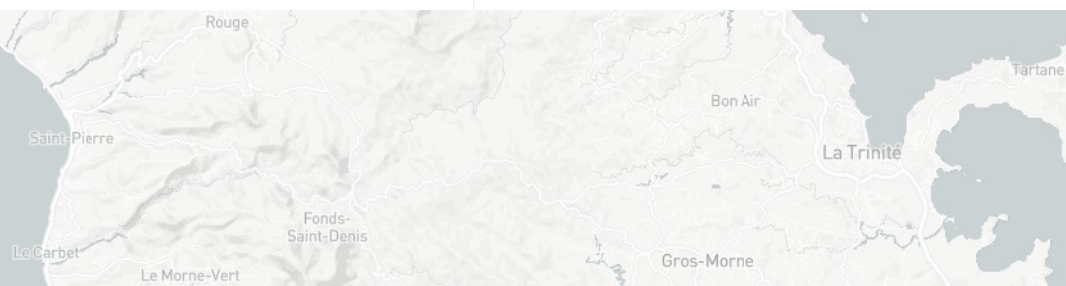 Rouge
Tartane
Bon Air
Saint-Pierre
La Trinité
Fonds-
Saint-Denis
Le Carbet
Gros-Morne
Le Morne-Vert